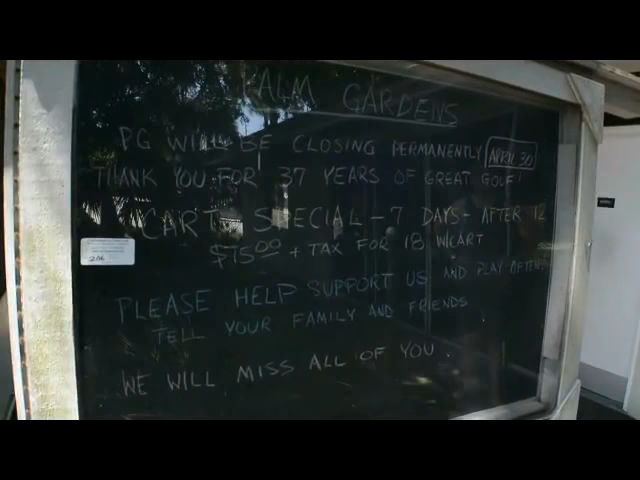 PALM GARDENS
PG WILL BE CLOSING PERMANENTLY APRIL 30
THANK YOU FOR 37 YEARS OF GREAT GOLF!
CART SPECIAL - 7 DAYS - AFTER 12
$15.00 + TAX FOR 18 W/CART
PLEASE HELP SUPPORT US AND PLAY OFTEN
TELL YOUR FAMILY AND FRIENDS
WE WILL MISS ALL OF YOU.